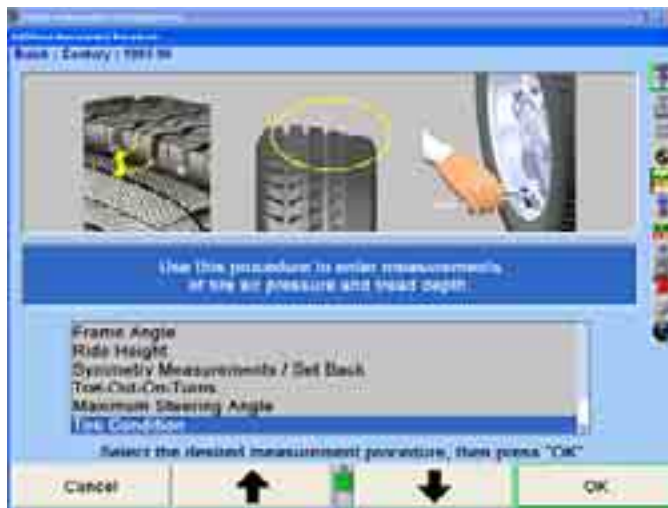 Buick : Century : 1997-
Use this procedure to enter measurements
of tire air pressure and tread depth
Frame Angle
Ride Height
Symmetry Measurements / Set Back
Toe-Out-On-Turns
Maximum Steering Angle
Tire Condition
Select the desired measurement procedure, then press "OK"
Cancel
OK